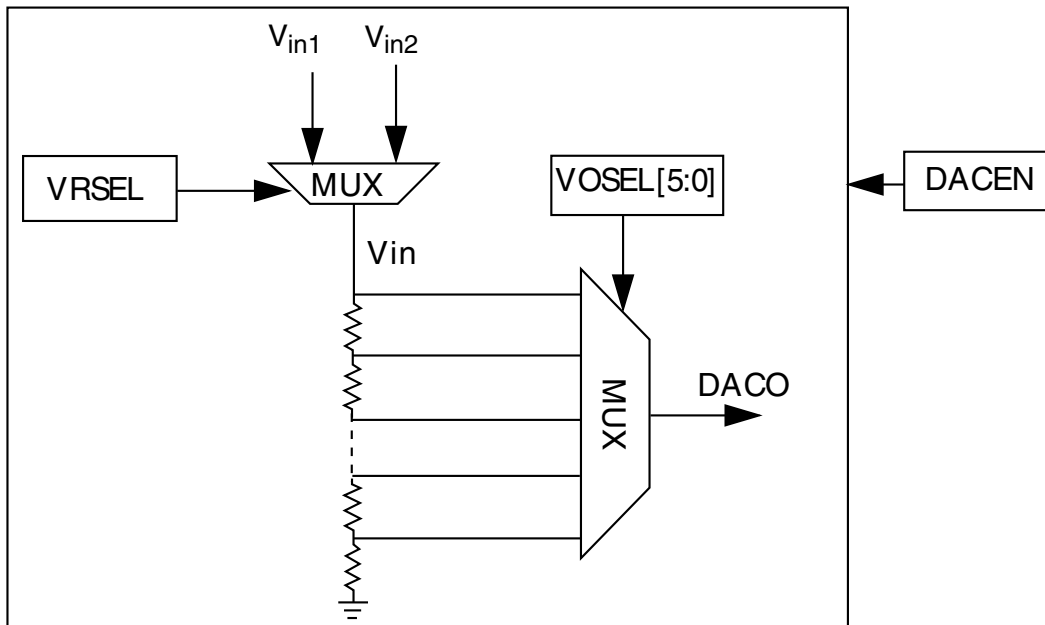 Vin1 Vin2
VRSEL
MUX
VOSEL[5:0]
DACEN
Vin
MUX
DACO